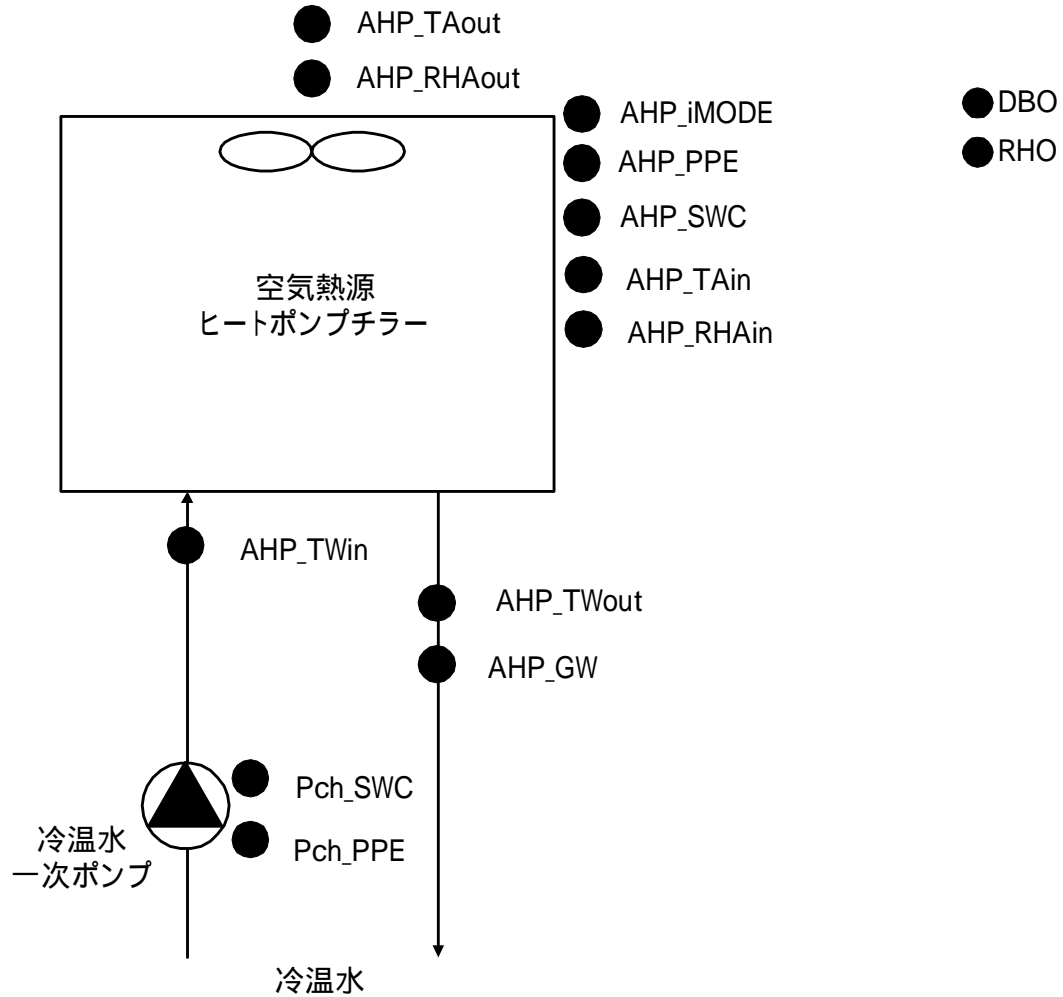 AHP_TAout
AHP_RHAout
AHP_iMODE
AHP_PPE
AHP_SWC
AHP_TAin
AHP_RHAin
DBO
RHO
空気熱源
ヒートポンプチラー
AHP_TWin
AHP_TWout
AHP_GW
Pch_SWC
Pch_PPE
冷温水
一次ポンプ
冷温水